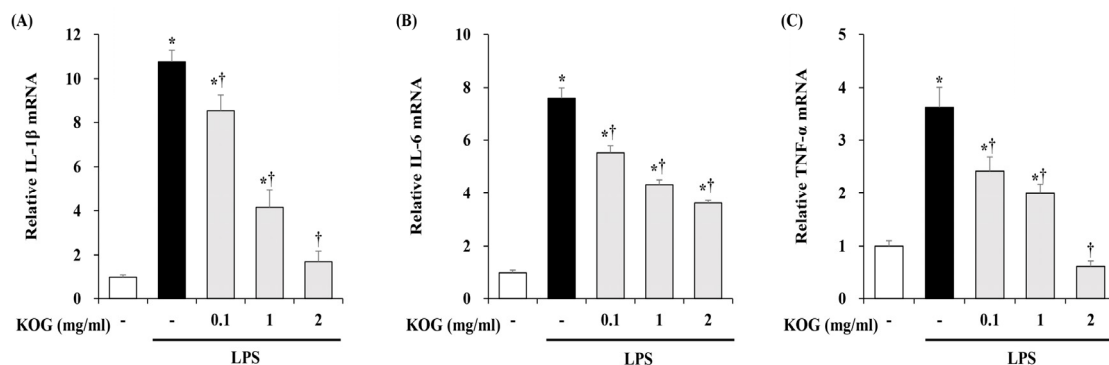 (A)
Relative IL-1β mRNA
12
10
8
6
4
2
0
*
*†
*†
†
KOG (mg/ml) - - 0.1 1 2
LPS
(B)
Relative IL-6 mRNA
10
8
6
4
2
0
*
*†
*†
*†
KOG (mg/ml) - - 0.1 1 2
LPS
(C)
Relative TNF-α mRNA
5
4
3
2
1
0
*
*†
*†
†
KOG (mg/ml) - - 0.1 1 2
LPS